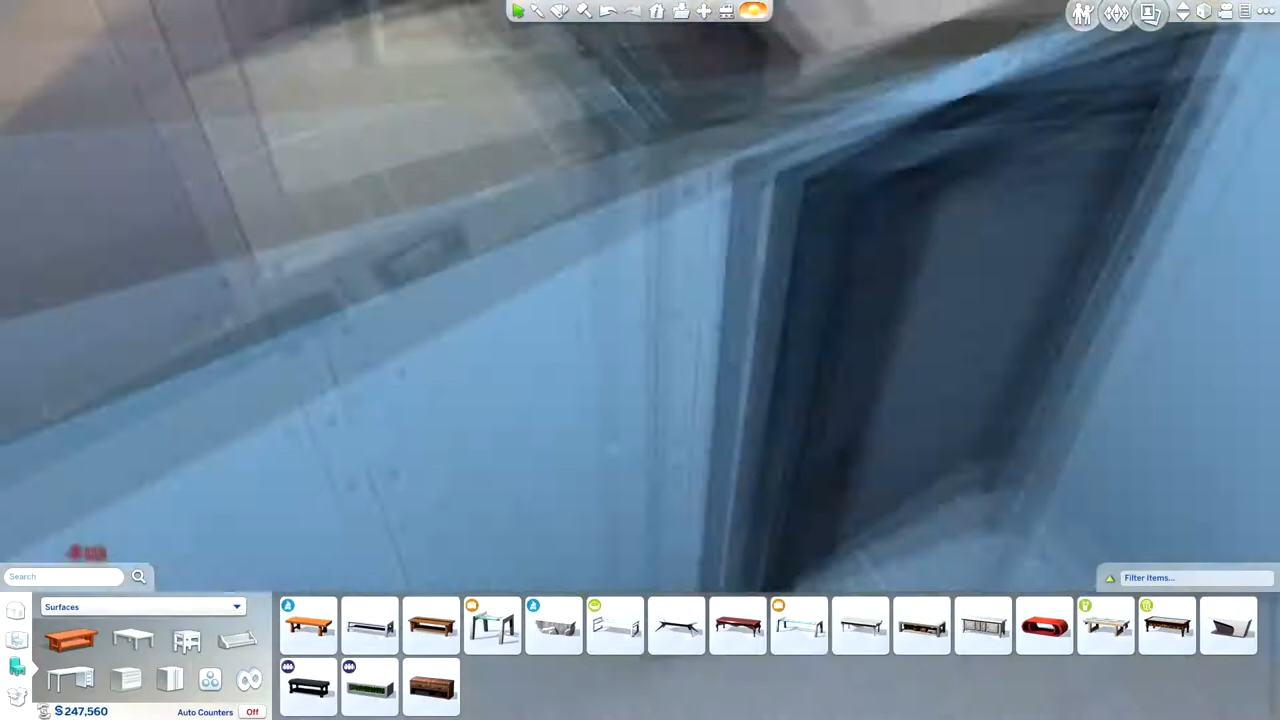 Search
Filter Items...
Surfaces
§247,560
Auto Counters
Off